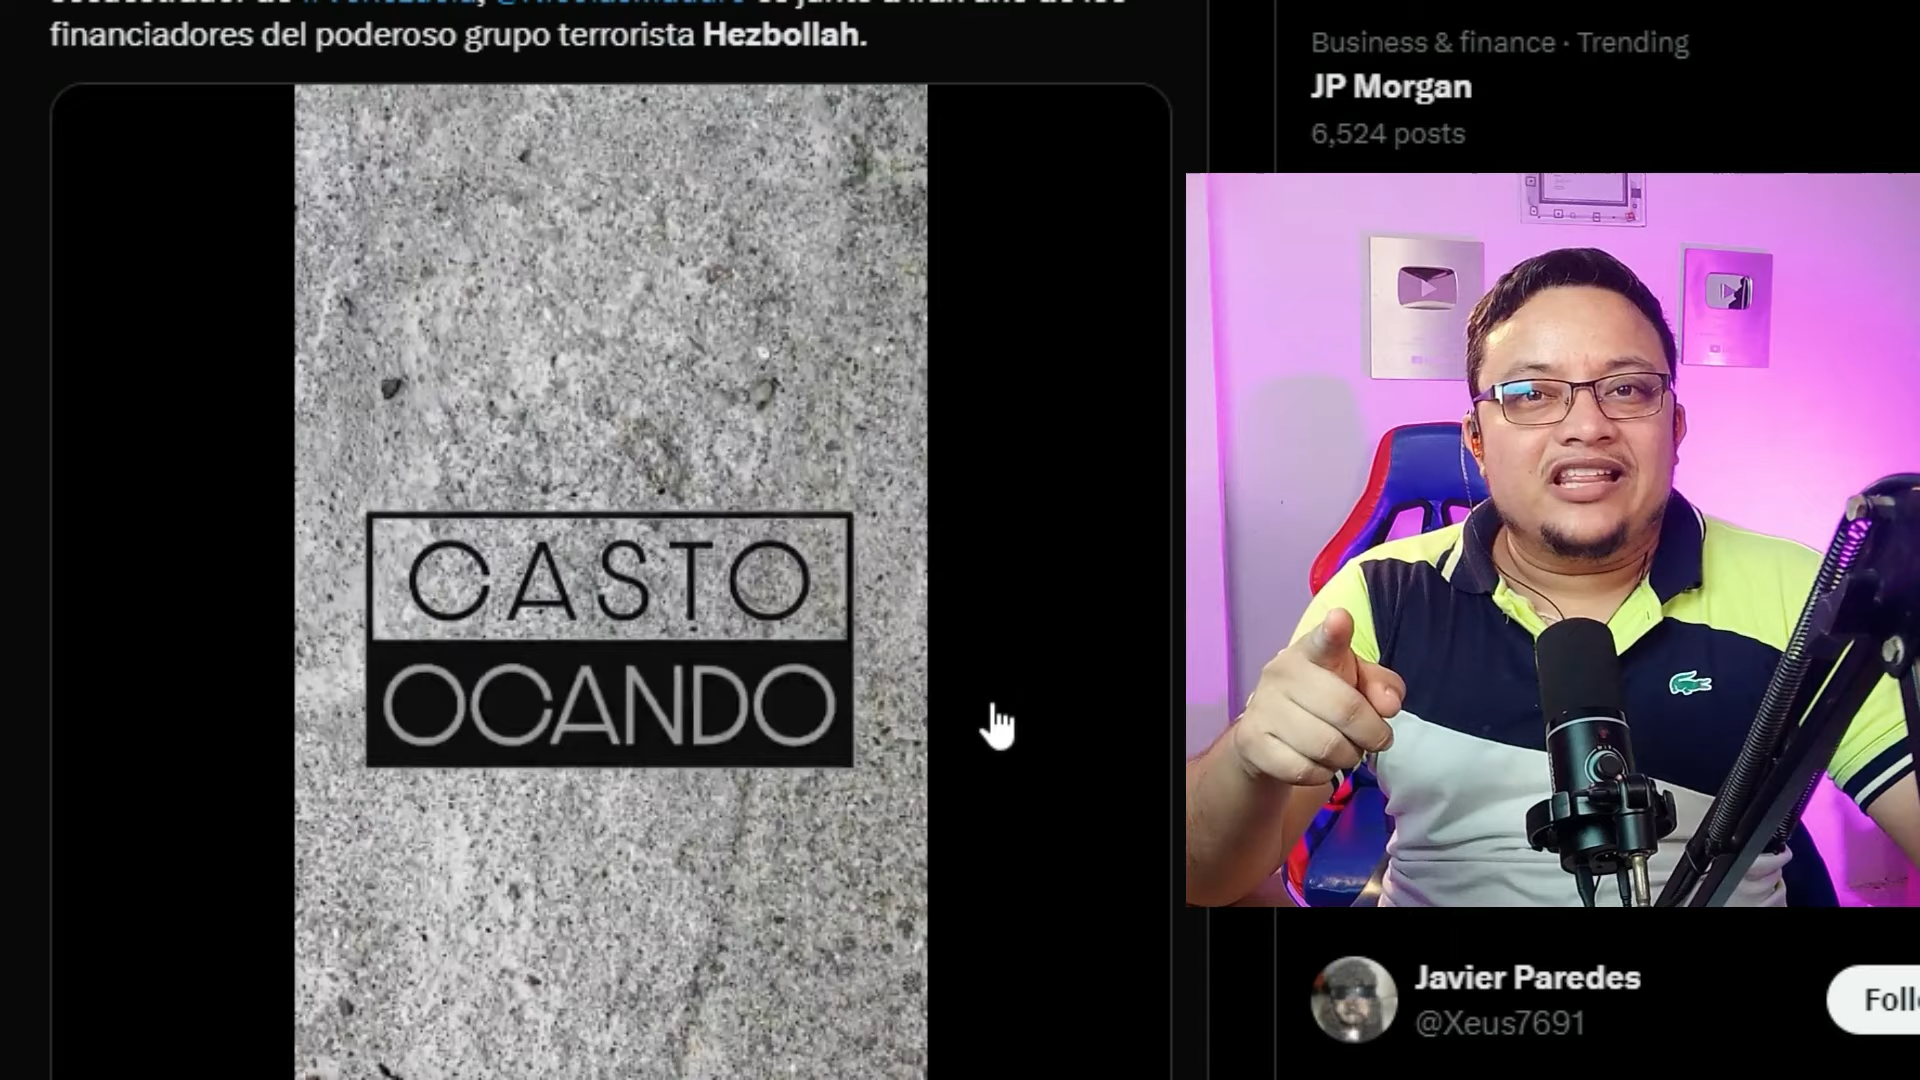 financiadores del poderoso grupo terrorista Hezbollah.
CASTO
OCANDO
Business & finance · Trending
JP Morgan
6,524 posts
Javier Paredes
@Xeus7691